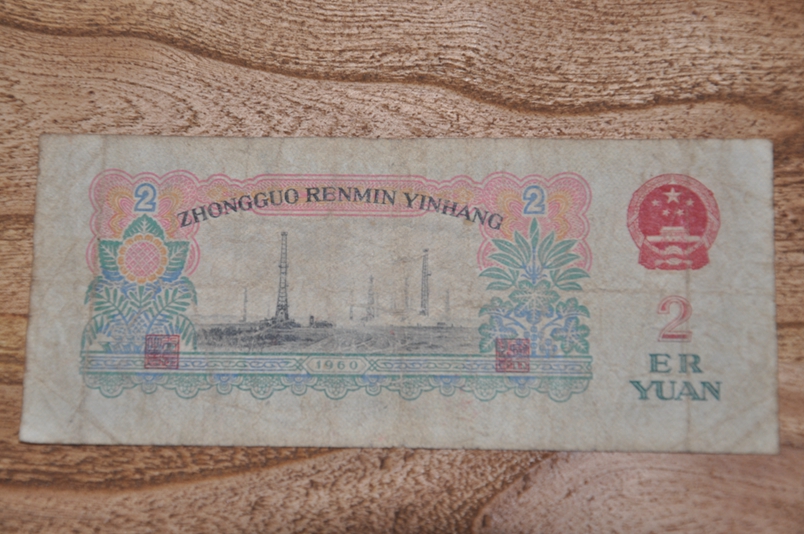 2
2
ZHONGGUO RENMIN YINHANG
1960
2
ER
YUAN